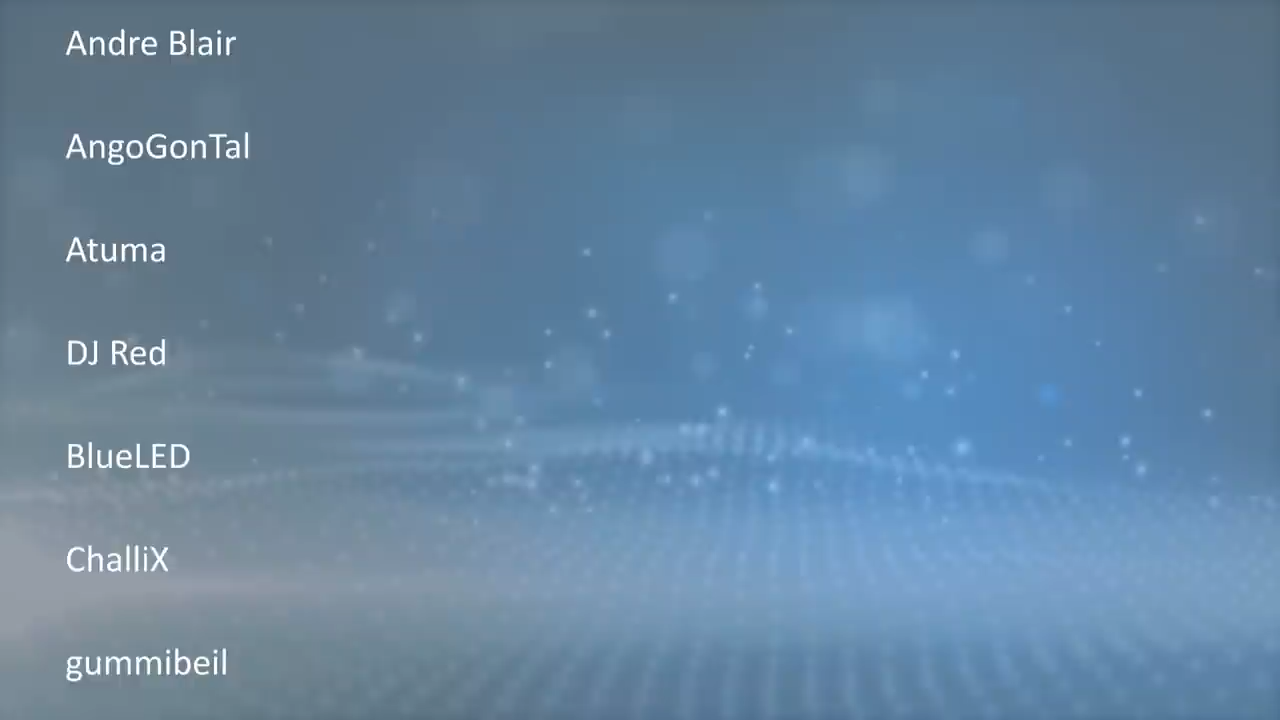 Andre Blair
AngoGonTal
Atuma
DJ Red
BlueLED
ChalliX
gummibeil